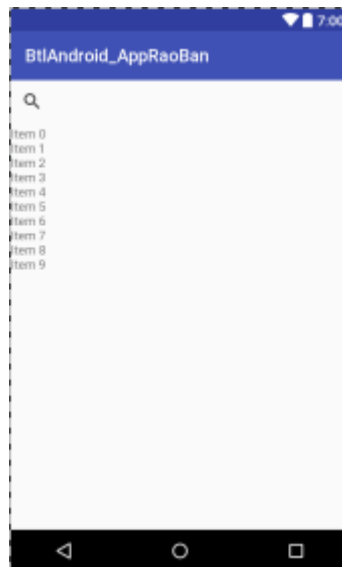 7:00
BtlAndroid_AppRaoBan
Item 0
Item 1
Item 2
Item 3
Item 4
Item 5
Item 6
Item 7
Item 8
Item 9